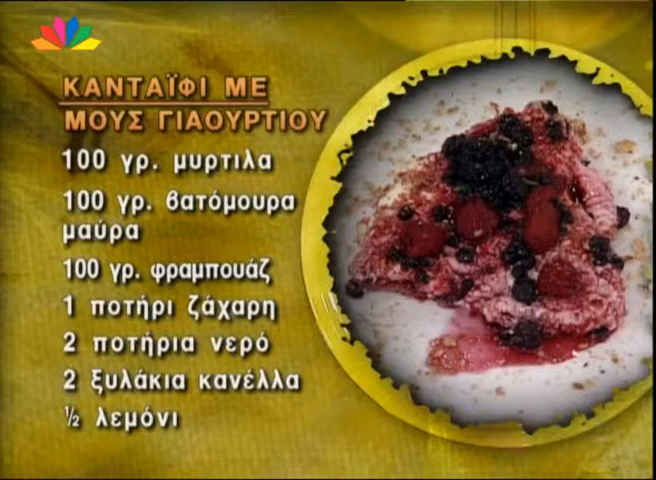 ΚΑΝΤΑΪΦΙ ΜΕ
ΜΟΥΣ ΓΙΑΟΥΡΤΙΟΥ
100 γρ. μυρτιλα
100 γρ. βατόμουρα
μαύρα
100 γρ. φραμπουάζ
1 ποτήρι ζάχαρη
2 ποτήρια νερό
2 ξυλάκια κανέλλα
½ λεμόνι